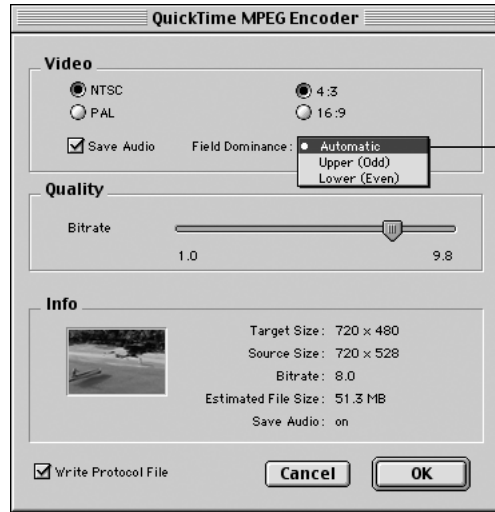 QuickTime MPEG Encoder
Video
NTSC
4:3
PAL
16:9
Save Audio
Field Dominance:
Automatic
Upper (Odd)
Lower (Even)
Quality
Bitrate
1.0
9.8
Info
Target Size: 720 x 480
Source Size: 720 x 528
Bitrate: 8.0
Estimated File Size: 51.3 MB
Save Audio: on
Write Protocol File
Cancel
OK